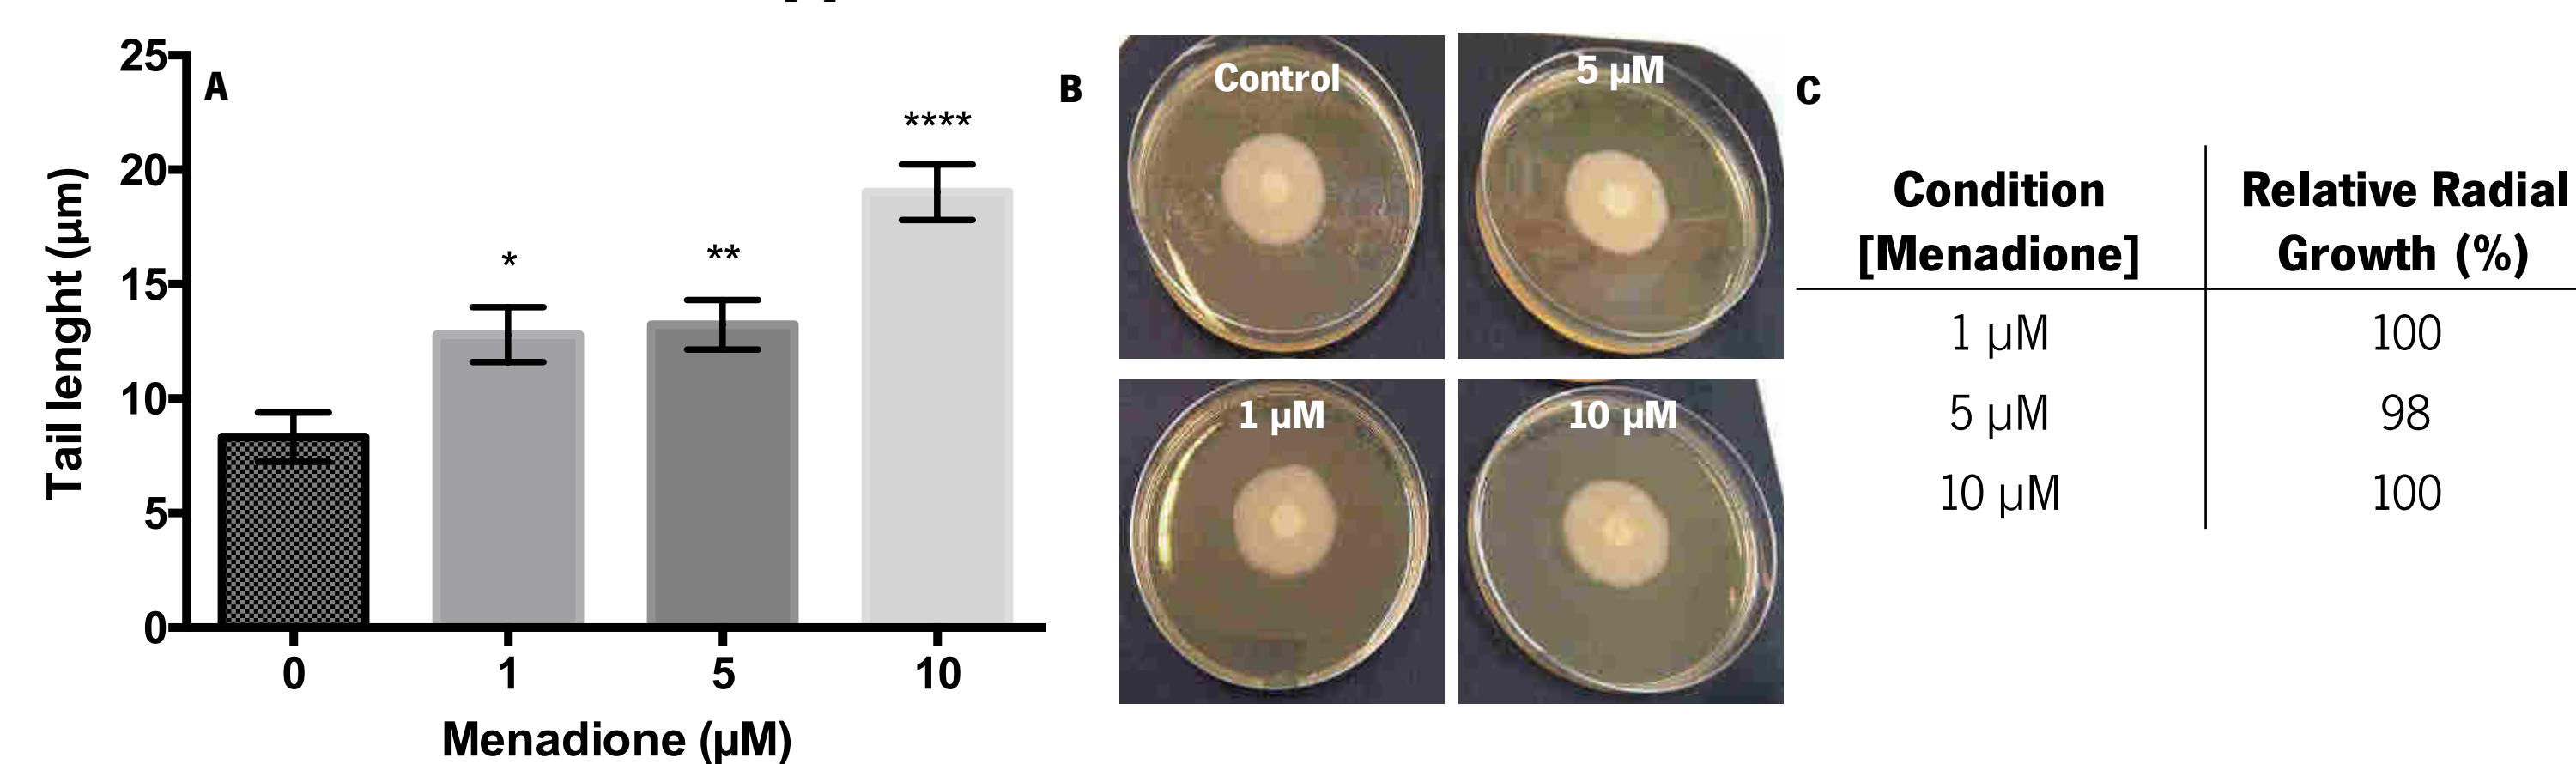 A
25
20
15
10
5
0
Tail lenght (µm)
*
**
****
0 1 5 10
Menadione (µM)
B
Control
5 µM
1 µM
10 µM
C
Condition [Menadione] Relative Radial Growth (%)
1 µM 100
5 µM 98
10 µM 100